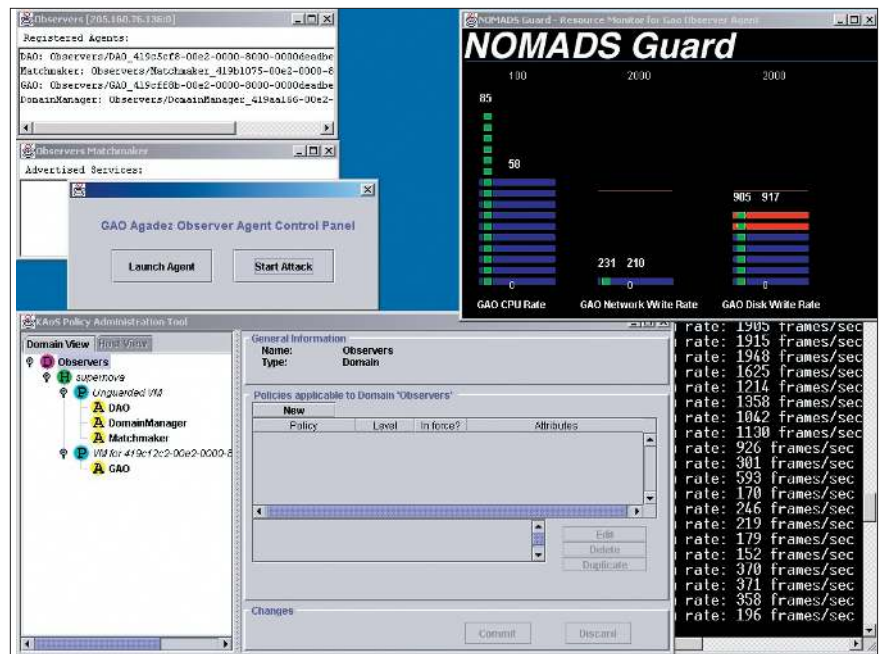 Observers [205.160.76.136:0]
Registered Agents:
DAO: Observers/DAO_419c5cf8-00e2-0000-8000-0000deadbe
Matchmaker: Observers/Matchmaker_419b1075-00e2-0000-8
GAO: Observers/GAO_419cff8b-00e2-0000-8000-0000deadbe
DomainManager: Observers/DomainManager_419aa166-00e2-
Observers Matchmaker
Advertised Services:
GAO Agadez Observer Agent Control Panel
Launch Agent
Start Attack
NOMADS Guard - Resource Monitor for Gao Observer Agent
NOMADS Guard
100 2000 2000
85
58
905 917
231 210
0 0 0
GAO CPU Rate GAO Network Write Rate GAO Disk Write Rate
KAoS Policy Administration Tool
Domain View Host View
D Observers
H supernova
P Unguarded VM
A DAO
A DomainManager
A Matchmaker
P VM for 419cf2c2-00e2-0000-8
A GAO
General Information
Name: Observers
Type: Domain
Policies applicable to Domain 'Observers'
New
Policy Level In force? Attributes
Edit
Delete
Duplicate
Changes
Commit Discard
rate: 1905 frames/sec
rate: 1915 frames/sec
rate: 1948 frames/sec
rate: 1625 frames/sec
rate: 1214 frames/sec
rate: 1358 frames/sec
rate: 1042 frames/sec
rate: 1130 frames/sec
rate: 926 frames/sec
rate: 301 frames/sec
rate: 593 frames/sec
rate: 170 frames/sec
rate: 246 frames/sec
rate: 219 frames/sec
rate: 179 frames/sec
rate: 152 frames/sec
rate: 370 frames/sec
rate: 371 frames/sec
rate: 358 frames/sec
rate: 196 frames/sec